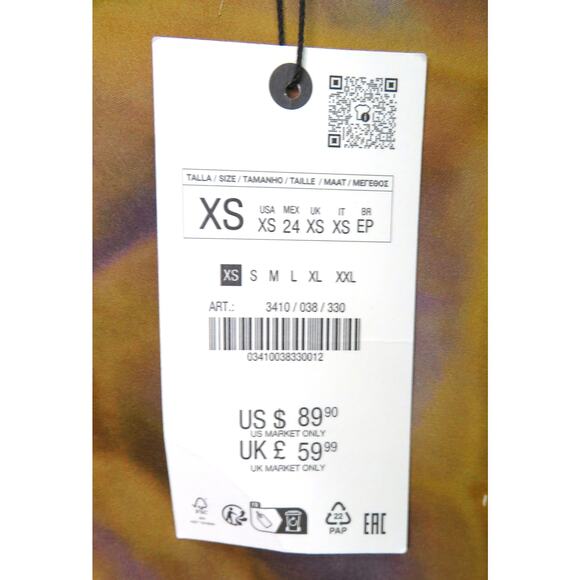 TALLA / SIZE / TAMANHO / TAILLE / MAAT / ΜΕΓΕΘΟΣ
XS USA XS MEX 24 UK XS IT XS BR EP
XS S M L XL XXL
ART.: 3410 / 038 / 330
03410038330012
US $ 89.90
US MARKET ONLY
UK £ 59.99
UK MARKET ONLY
FSC
FR
22
PAP
EAC